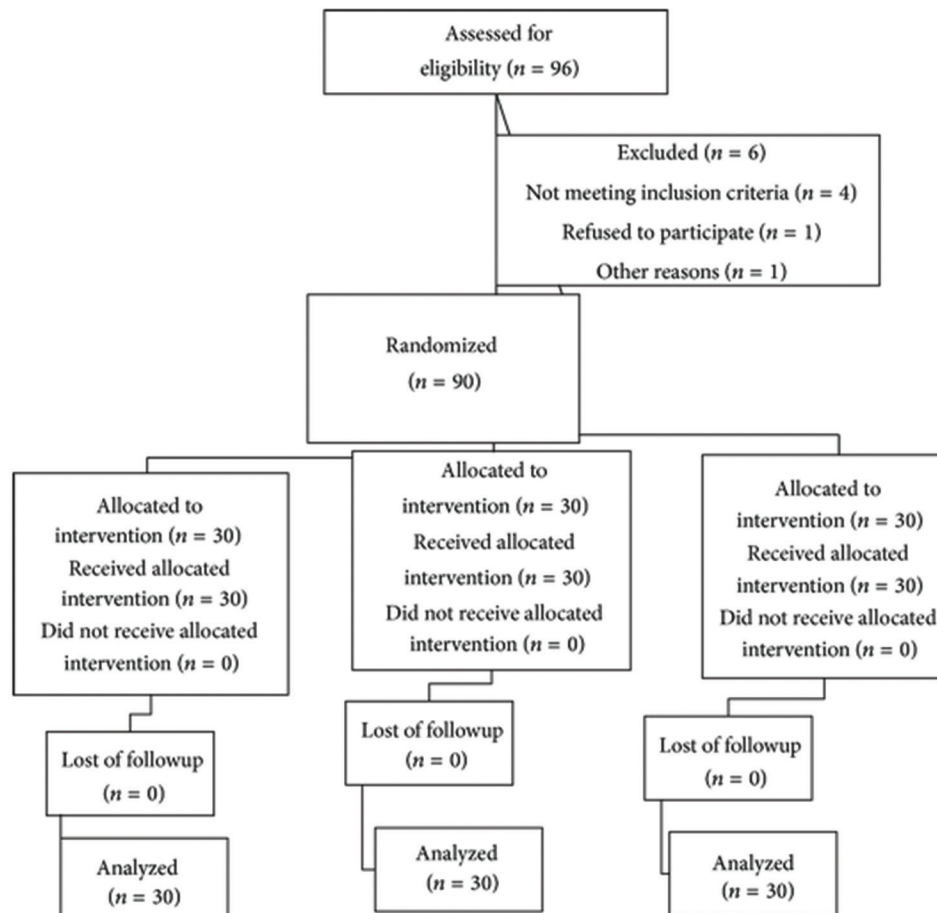 Assessed for
eligibility (n = 96)
Excluded (n = 6)
Not meeting inclusion criteria (n = 4)
Refused to participate (n = 1)
Other reasons (n = 1)
Randomized
(n = 90)
Allocated to
intervention (n = 30)
Received allocated
intervention (n = 30)
Did not receive allocated
intervention (n = 0)
Allocated to
intervention (n = 30)
Received allocated
intervention (n = 30)
Did not receive allocated
intervention (n = 0)
Allocated to
intervention (n = 30)
Received allocated
intervention (n = 30)
Did not receive allocated
intervention (n = 0)
Lost of followup
(n = 0)
Lost of followup
(n = 0)
Lost of followup
(n = 0)
Analyzed
(n = 30)
Analyzed
(n = 30)
Analyzed
(n = 30)